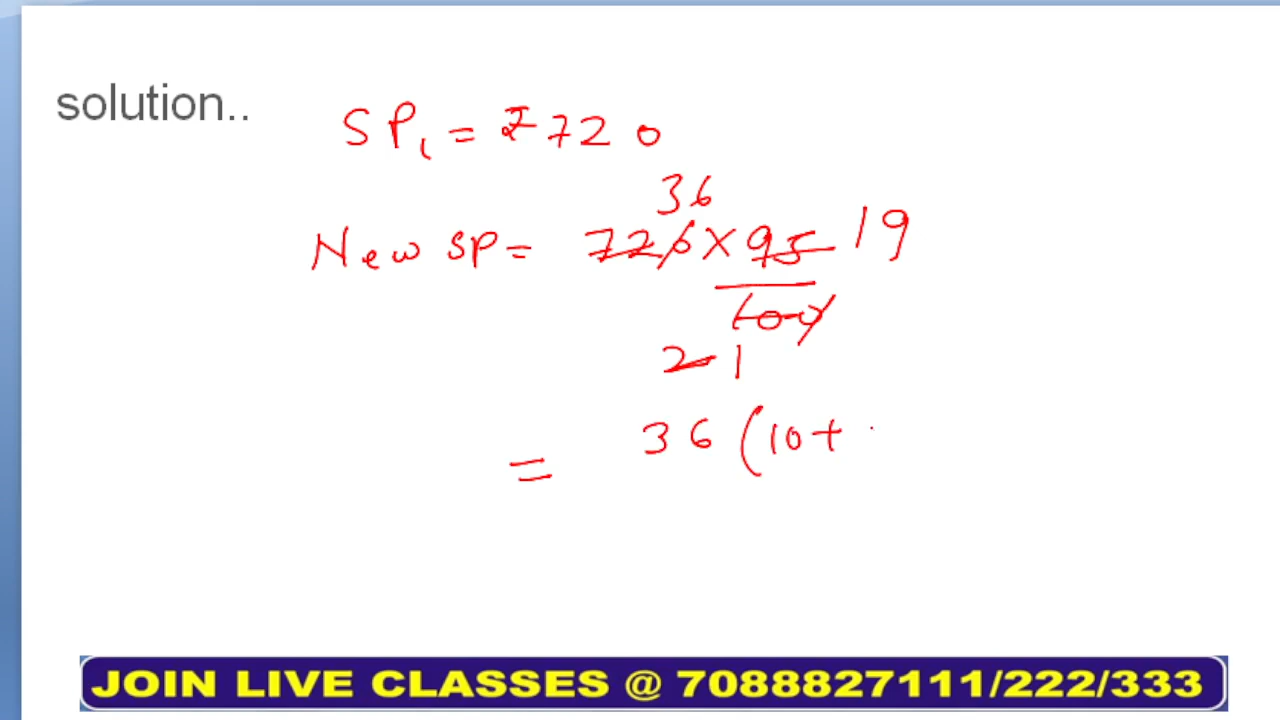 solution..
SP₁ = ₹720
36
New SP = 720 × 95 19
100
2 1
= 36 (10+
JOIN LIVE CLASSES @ 7088827111/222/333